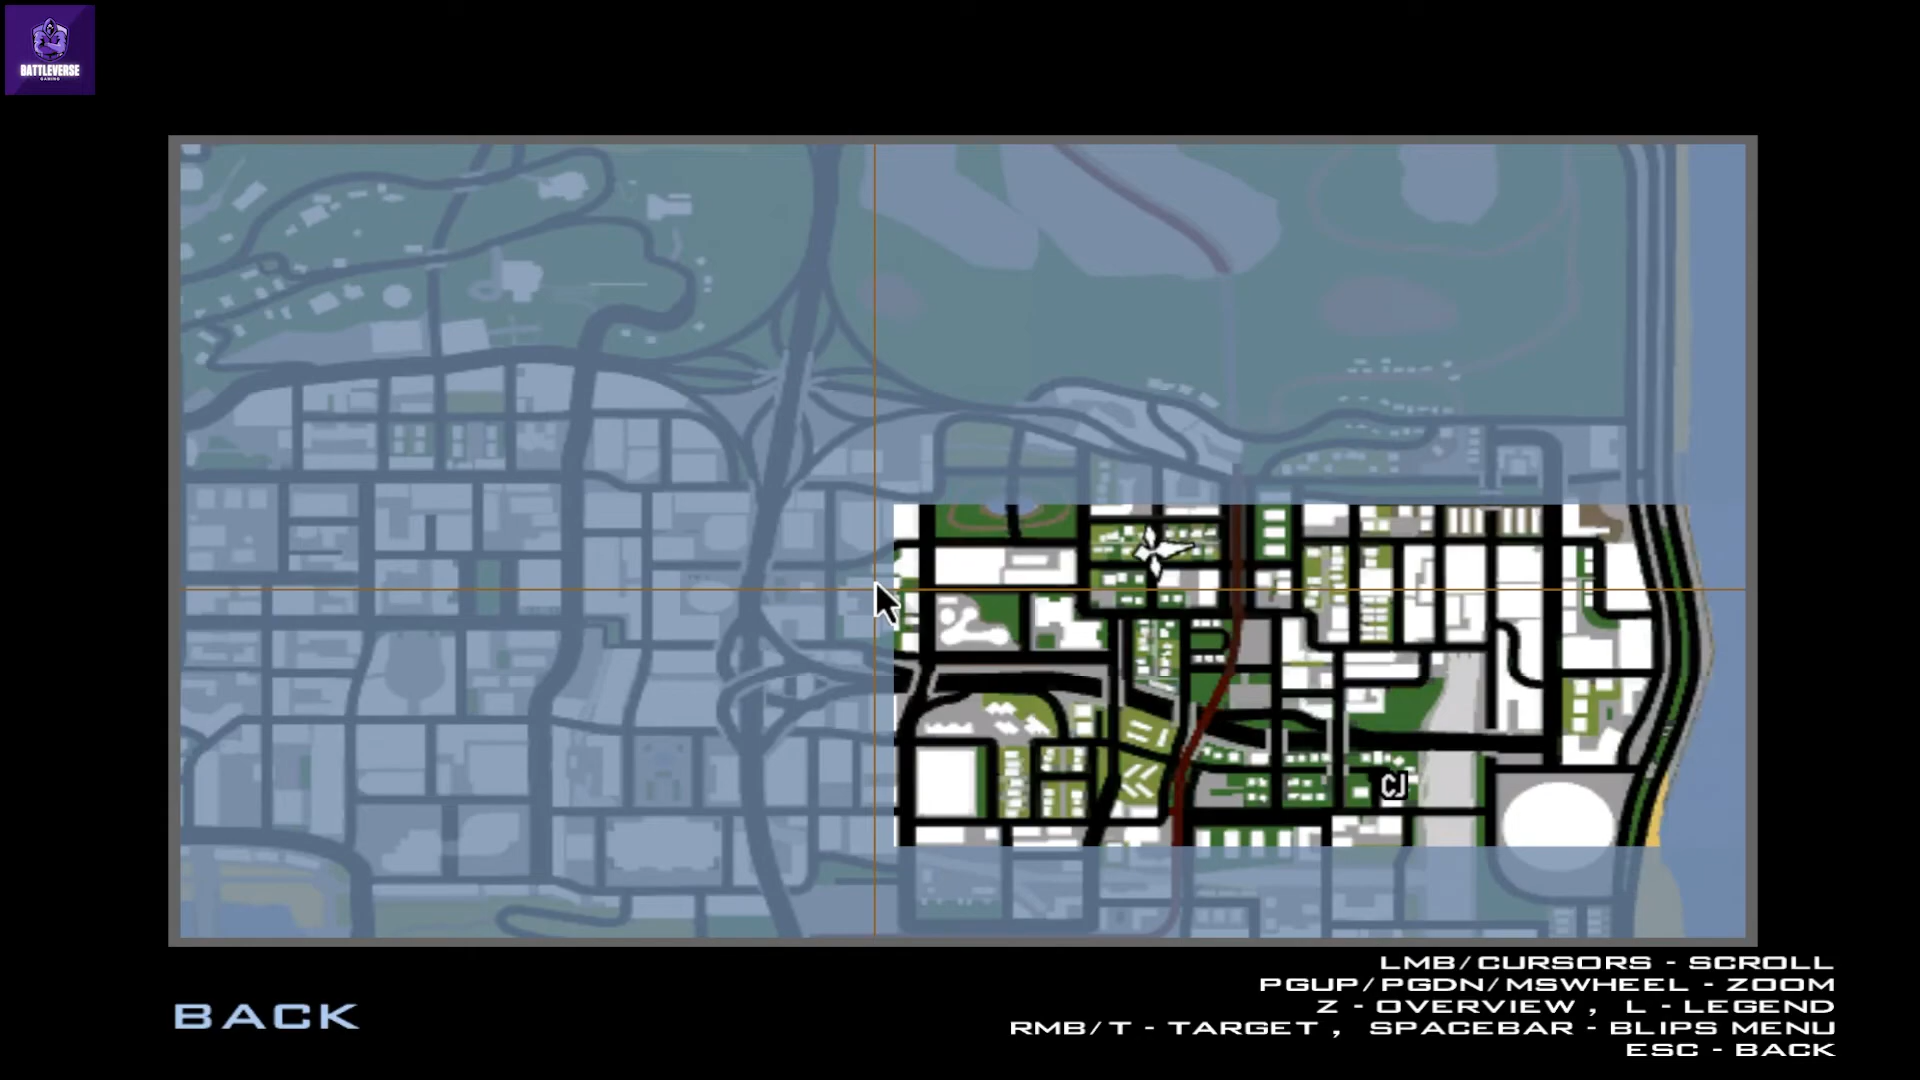 BATTLEVERSE
GAMING
CJ
LMB/CURSORS - SCROLL
PGUP/PGDN/MSWHEEL - ZOOM
Z - OVERVIEW , L - LEGEND
RMB/T - TARGET , SPACEBAR - BLIPS MENU
ESC - BACK
BACK